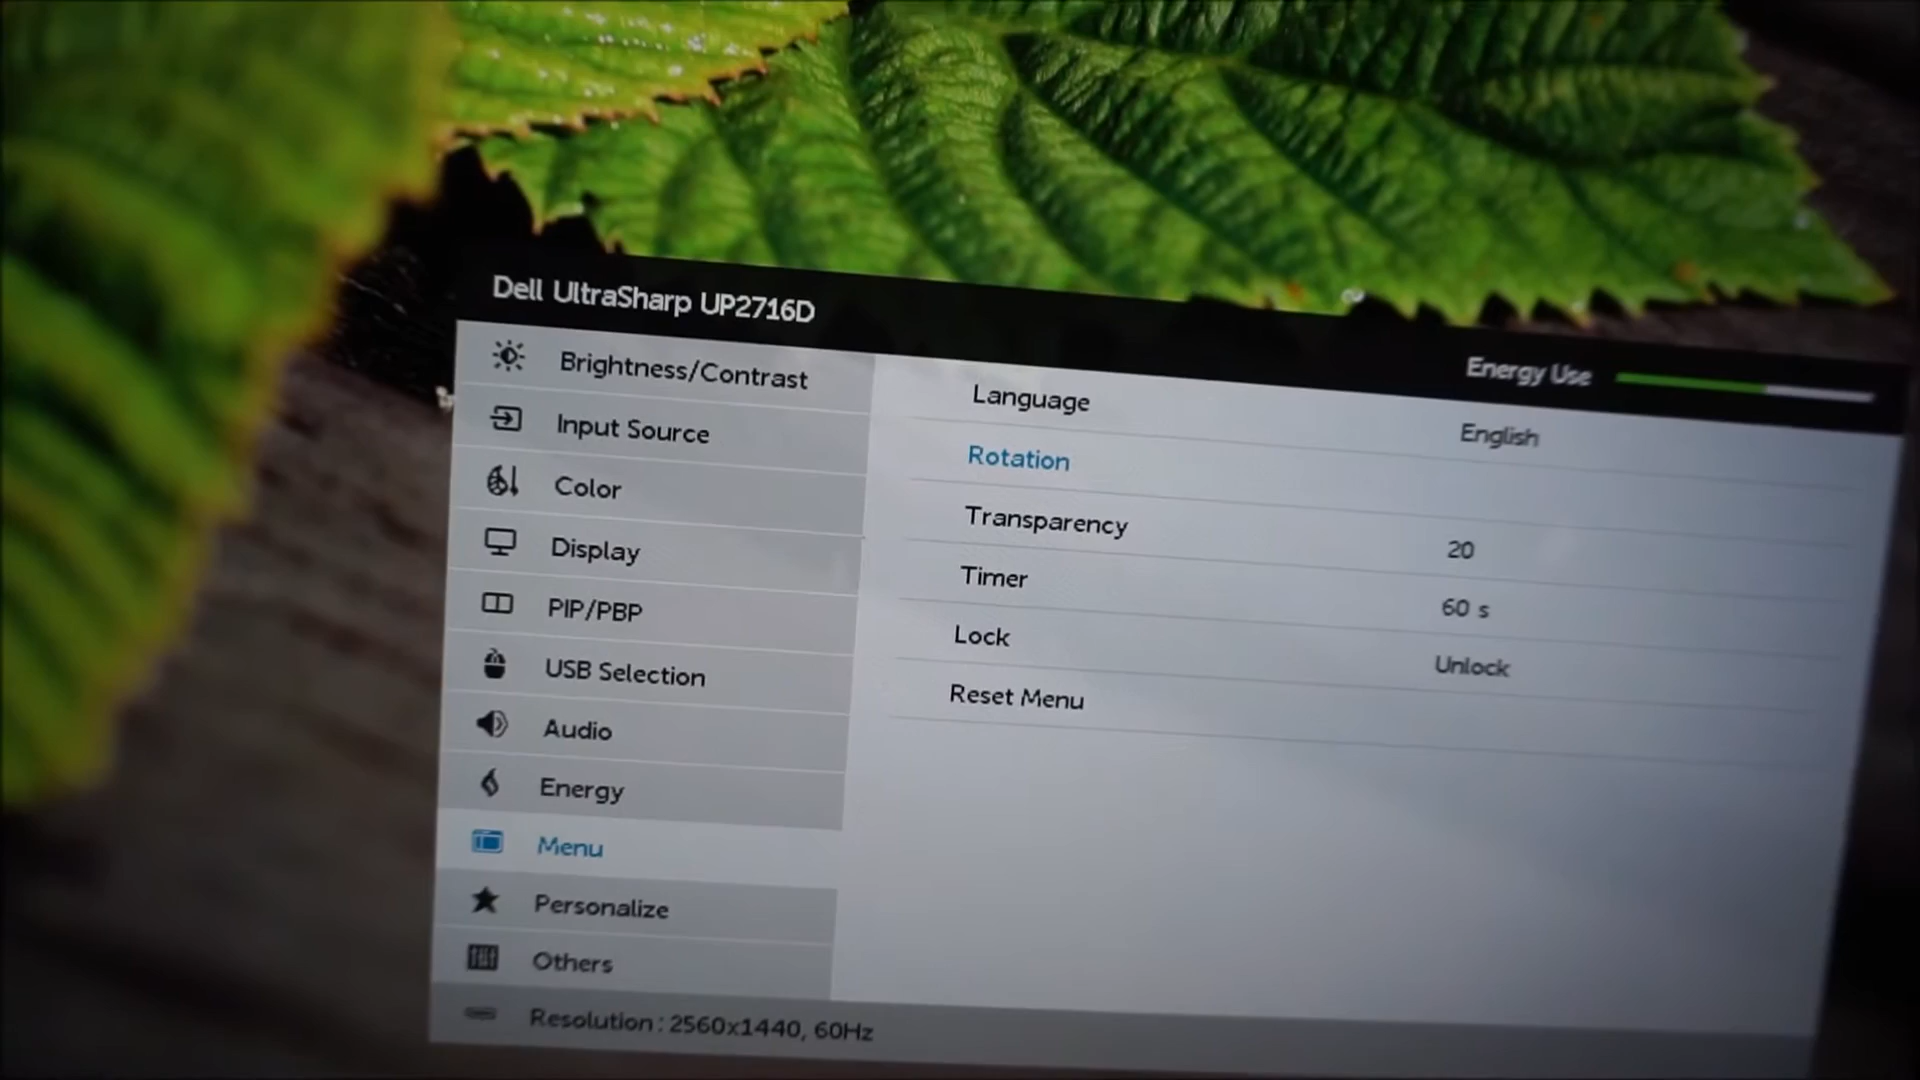 Dell UltraSharp UP2716D
Energy Use
Brightness/Contrast
Input Source
Color
Display
PIP/PBP
USB Selection
Audio
Energy
Menu
Personalize
Others
Language English
Rotation
Transparency 20
Timer 60 s
Lock Unlock
Reset Menu
Resolution : 2560x1440, 60Hz